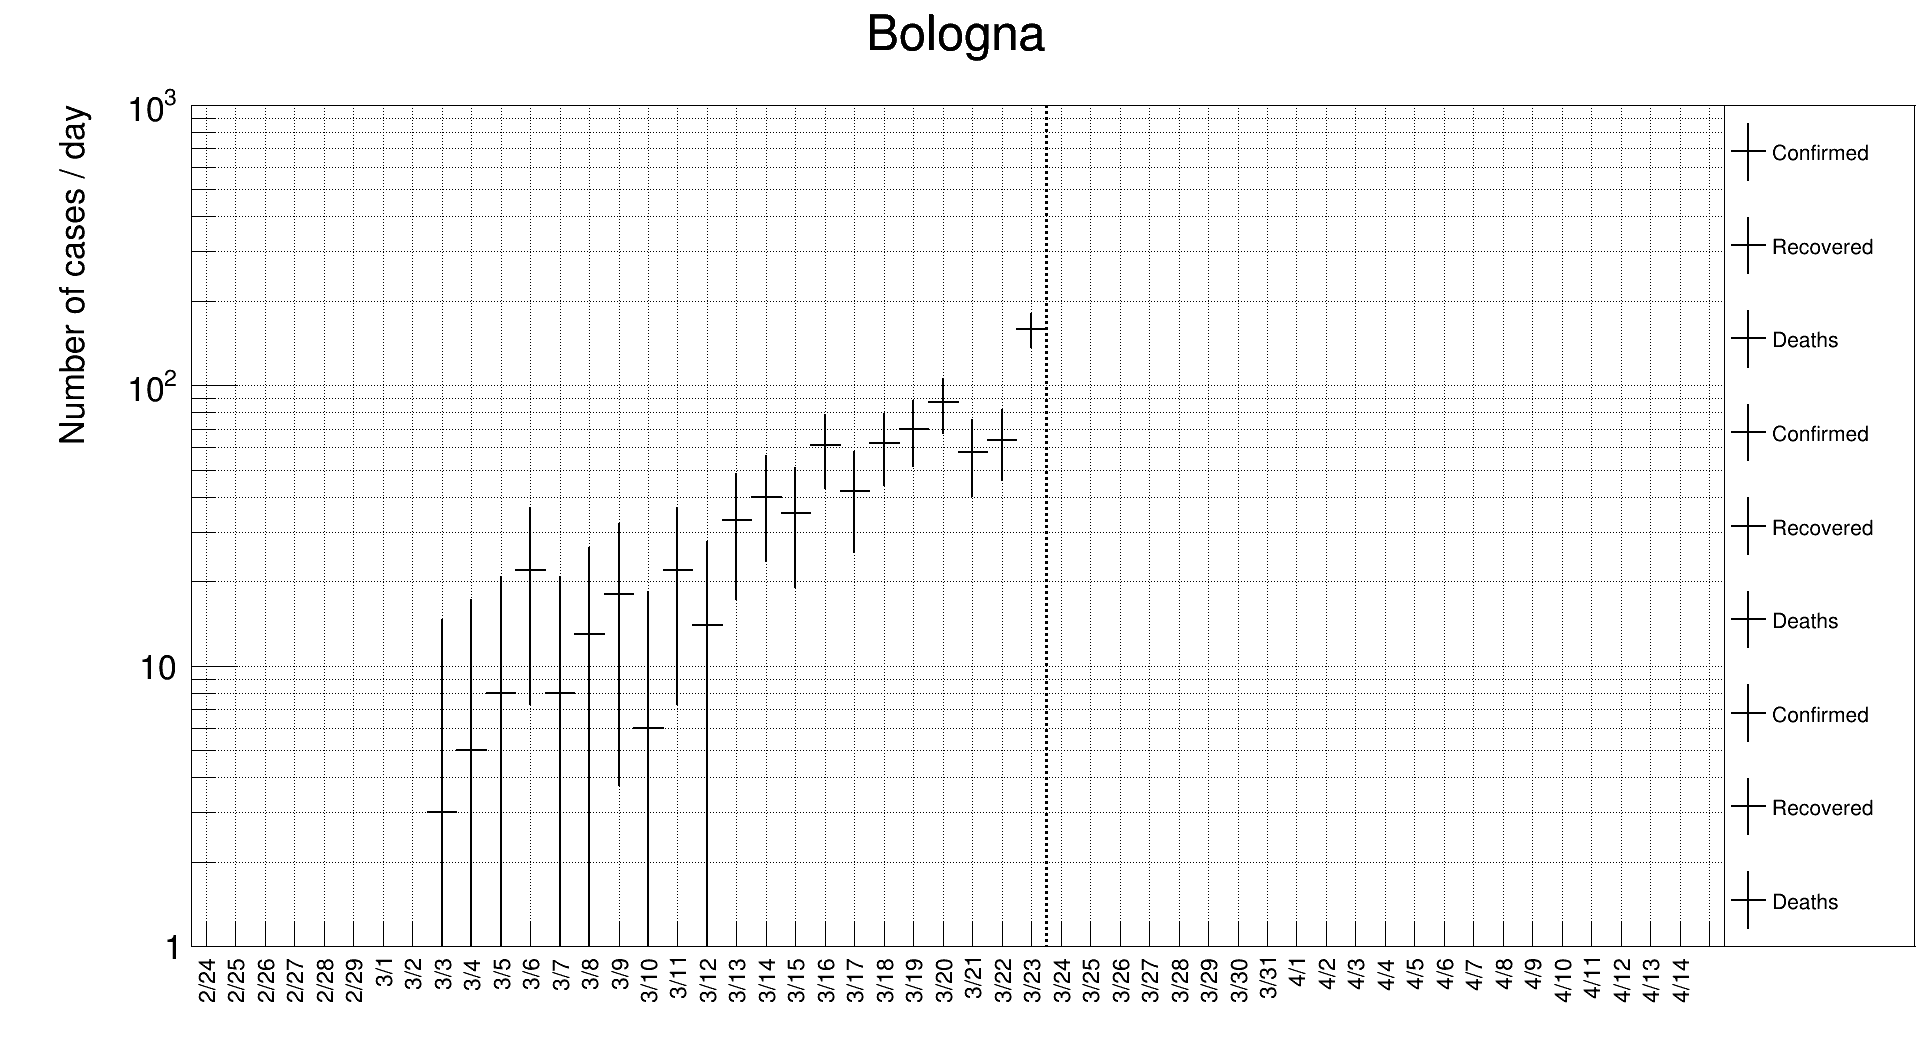 Bologna
Number of cases / day
10³
10²
10
1
2/24 2/25 2/26 2/27 2/28 2/29 3/1 3/2 3/3 3/4 3/5 3/6 3/7 3/8 3/9 3/10 3/11 3/12 3/13 3/14 3/15 3/16 3/17 3/18 3/19 3/20 3/21 3/22 3/23 3/24 3/25 3/26 3/27 3/28 3/29 3/30 3/31 4/1 4/2 4/3 4/4 4/5 4/6 4/7 4/8 4/9 4/10 4/11 4/12 4/13 4/14
Confirmed
Recovered
Deaths
Confirmed
Recovered
Deaths
Confirmed
Recovered
Deaths